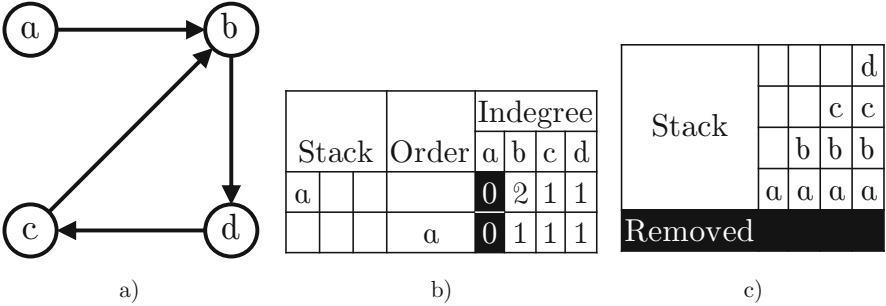 a b
c d
a)
Indegree
Stack Order a b c d
a 0 2 1 1
a 0 1 1 1
b)
d
c c
Stack
b b b
a a a a
Removed
c)